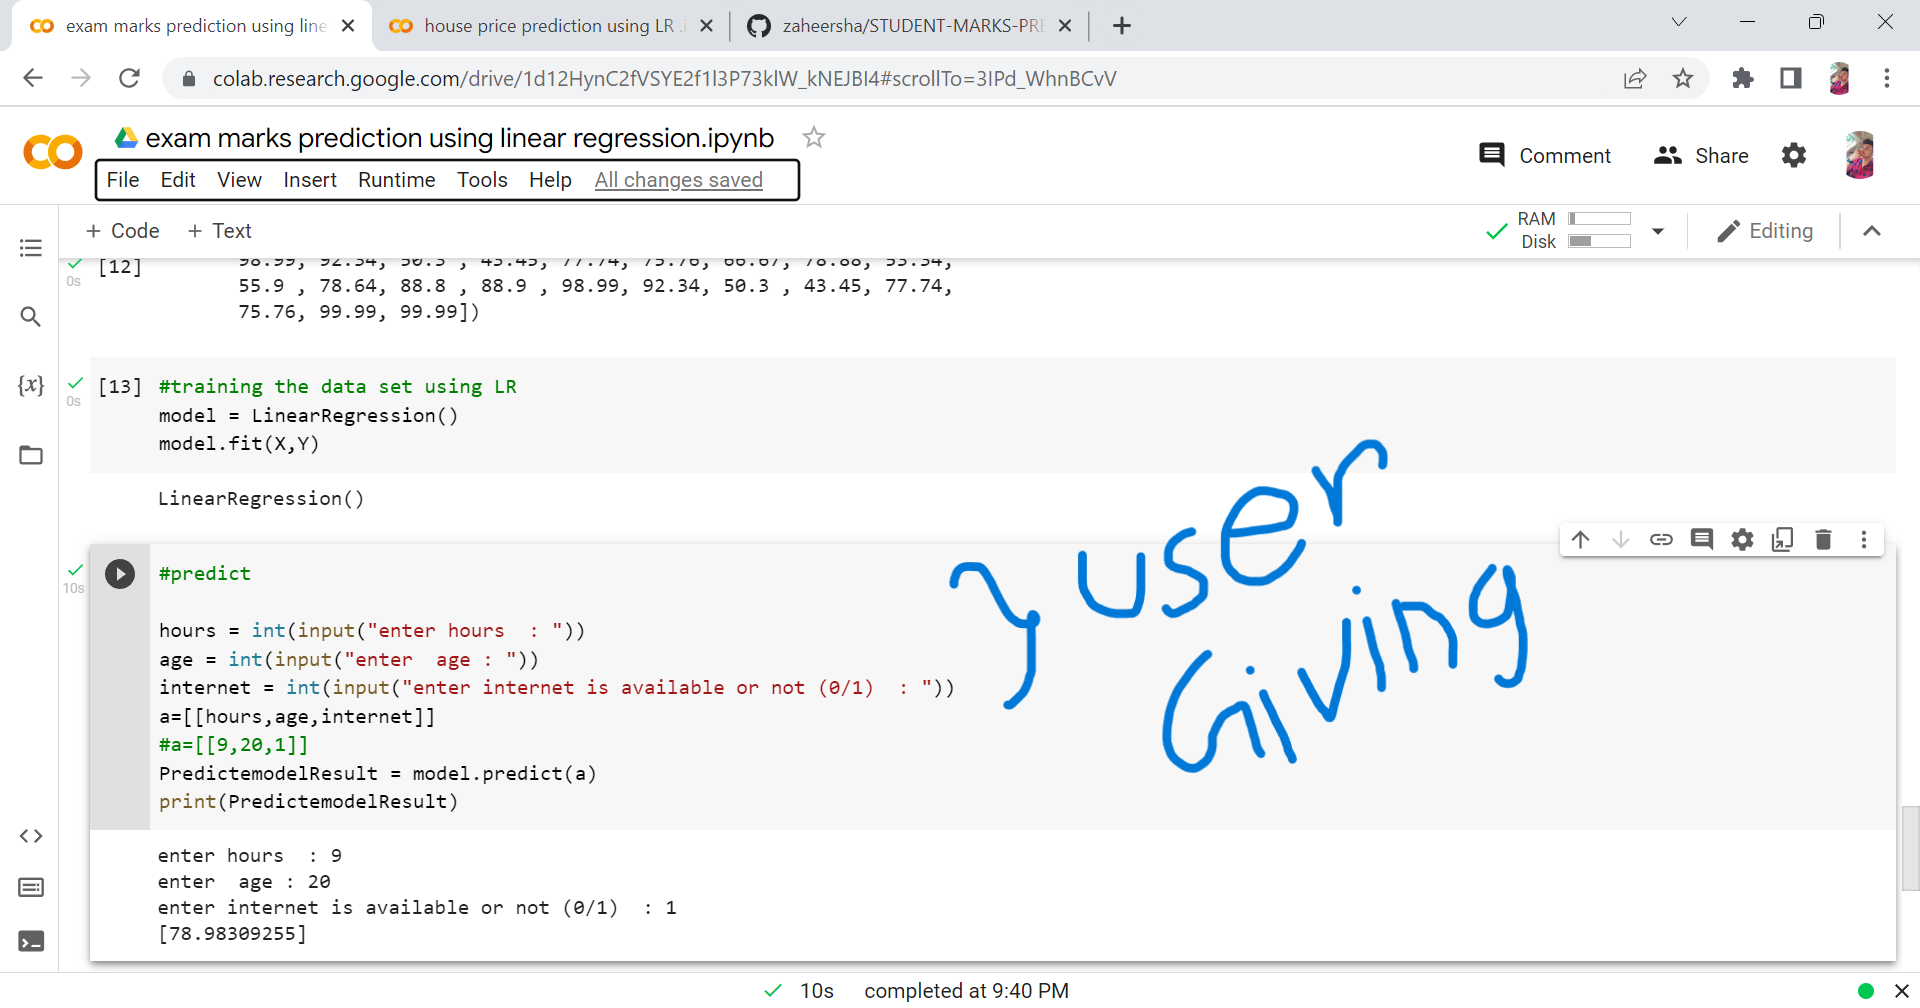 exam marks prediction using line
house price prediction using LR .i
zaheersha/STUDENT-MARKS-PRE
colab.research.google.com/drive/1d12HynC2fVSYE2f1l3P73klW_kNEJBI4#scrollTo=3IPd_WhnBCvV
exam marks prediction using linear regression.ipynb
Comment Share
File Edit View Insert Runtime Tools Help All changes saved
+ Code + Text
RAM
Disk
Editing
0s [12] 98.99, 92.34, 50.3 , 43.45, 77.74, 75.76, 66.67, 78.88, 53.34,
55.9 , 78.64, 88.8 , 88.9 , 98.99, 92.34, 50.3 , 43.45, 77.74,
75.76, 99.99, 99.99])
0s [13] #training the data set using LR
model = LinearRegression()
model.fit(X,Y)
LinearRegression()
10s #predict
hours = int(input("enter hours  : "))
age = int(input("enter  age : "))
internet = int(input("enter internet is available or not (0/1)  : "))
a=[[hours,age,internet]]
#a=[[9,20,1]]
PredictemodelResult = model.predict(a)
print(PredictemodelResult)
} user
Giving
enter hours  : 9
enter  age : 20
enter internet is available or not (0/1)  : 1
[78.98309255]
10s completed at 9:40 PM